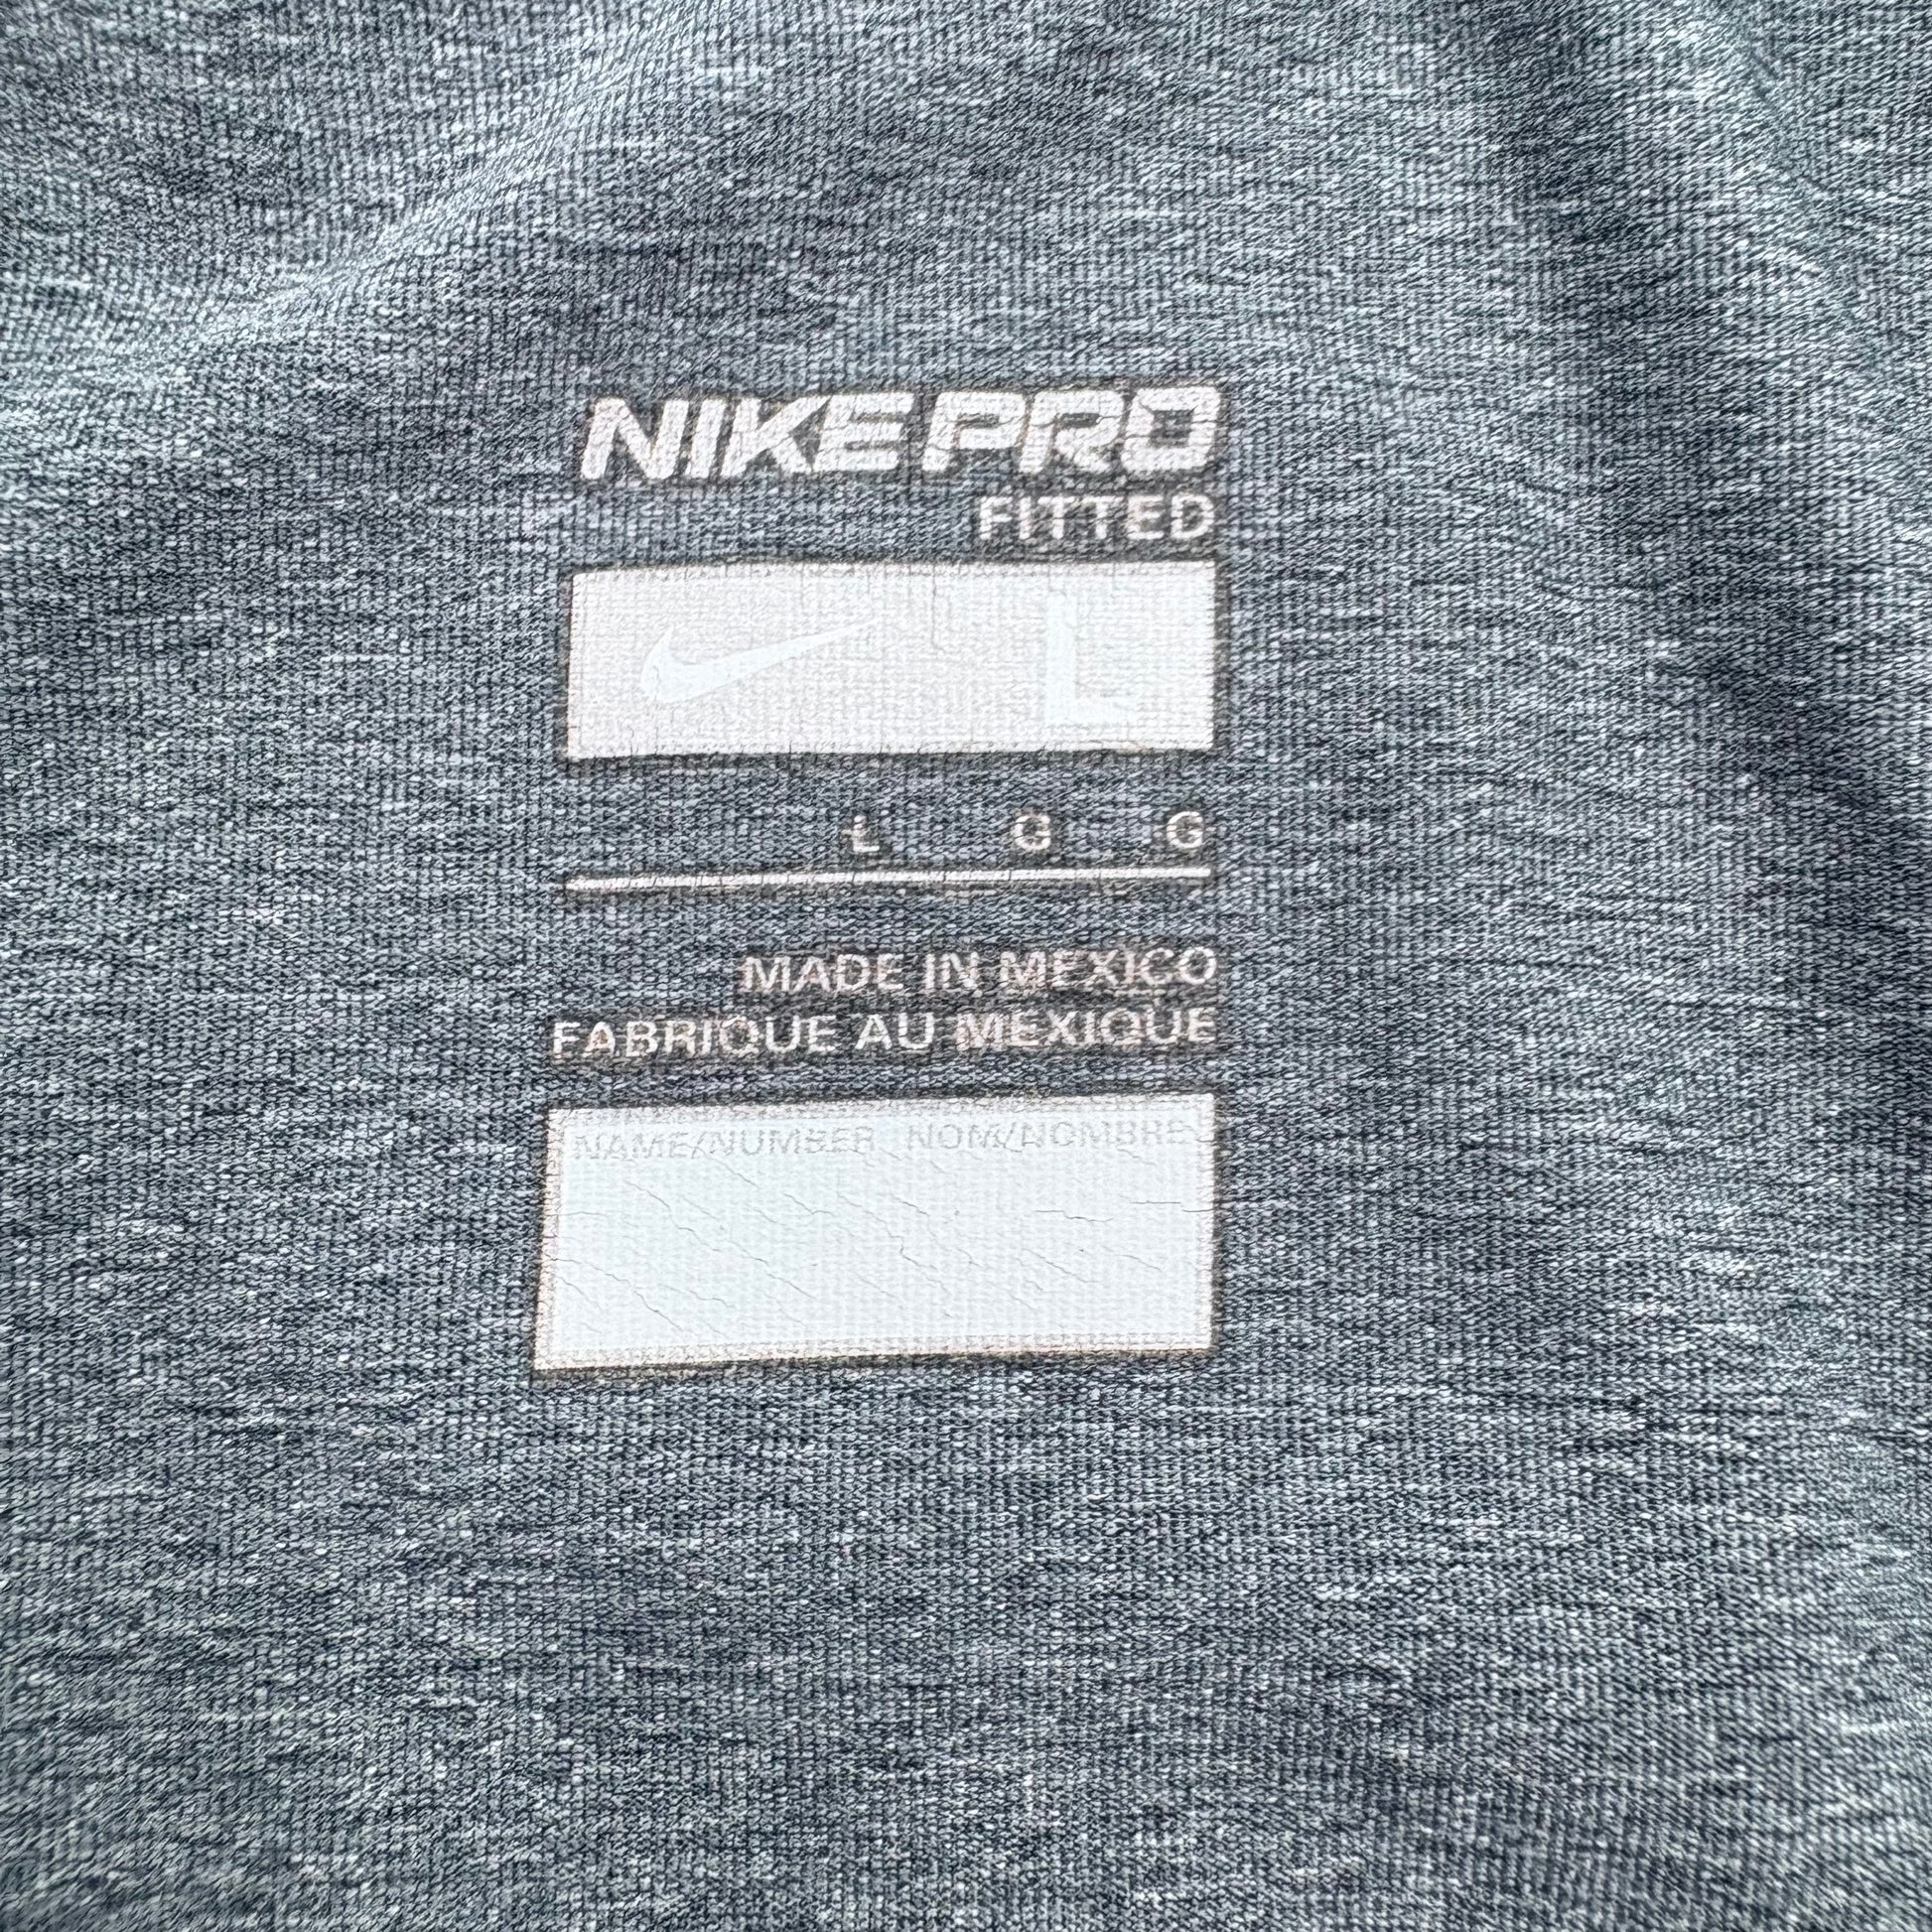 NIKE PRO
FITTED
L
L G G
MADE IN MEXICO
FABRIQUE AU MEXIQUE
NAME/NUMBER NOM/NOMBRE